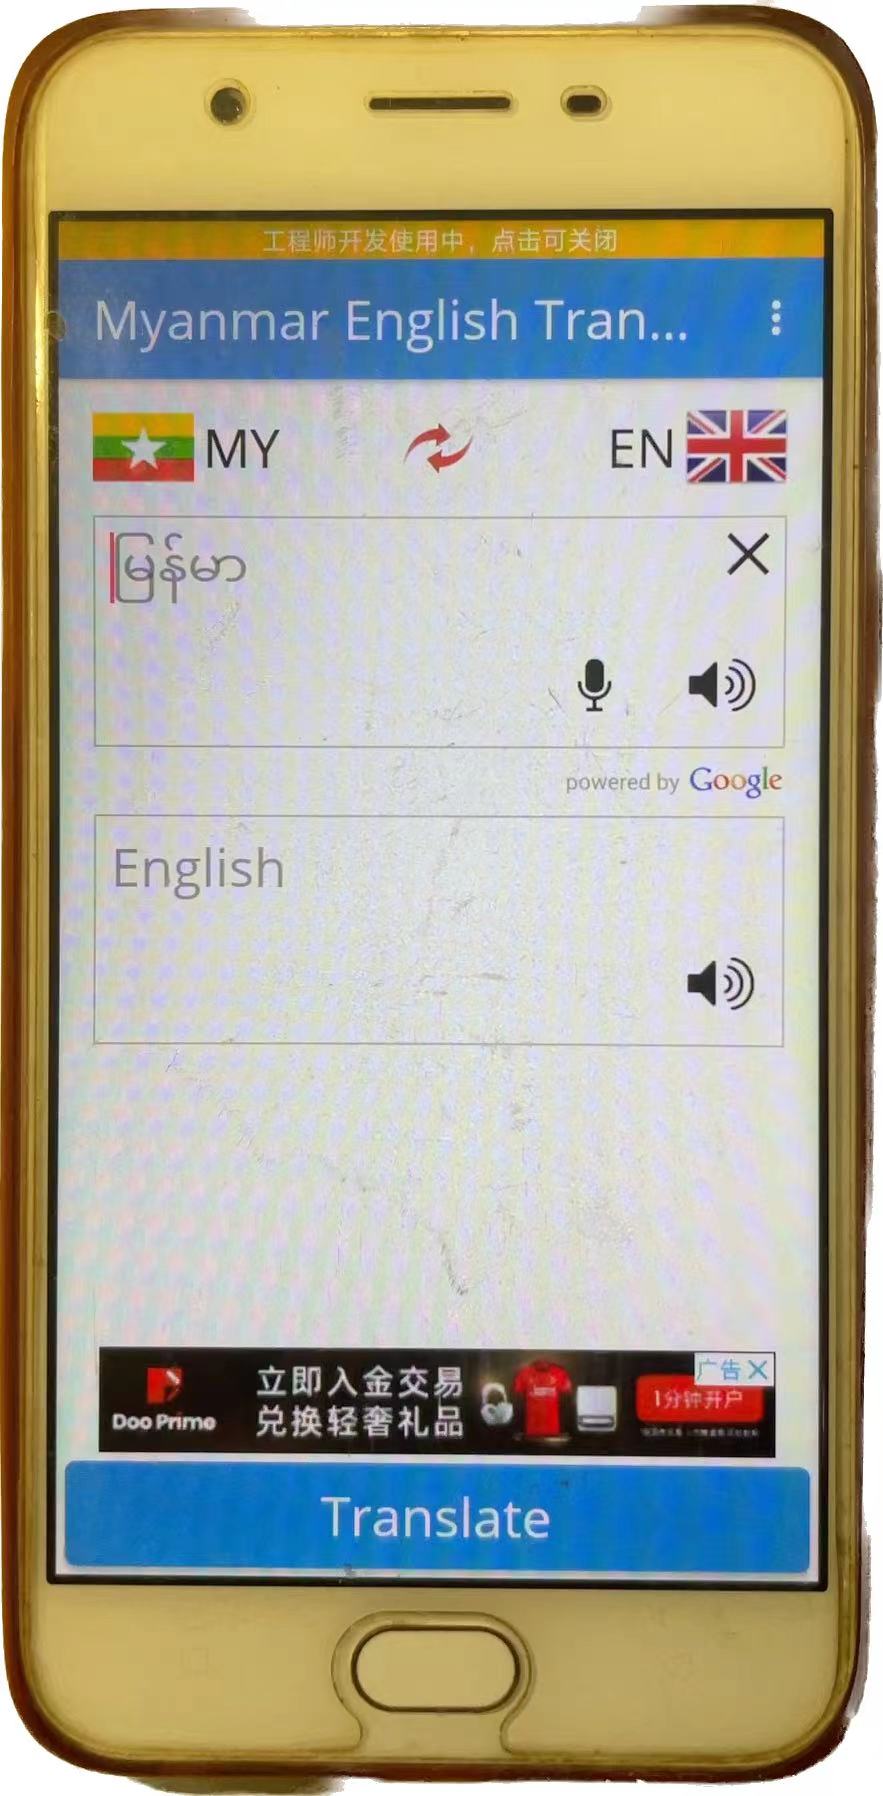 工程师开发使用中，点击可关闭
Myanmar English Tran...
MY EN
မြန်မာ
powered by Google
English
广告
立即入金交易
Doo Prime 兑换轻奢礼品 1分钟开户
Translate